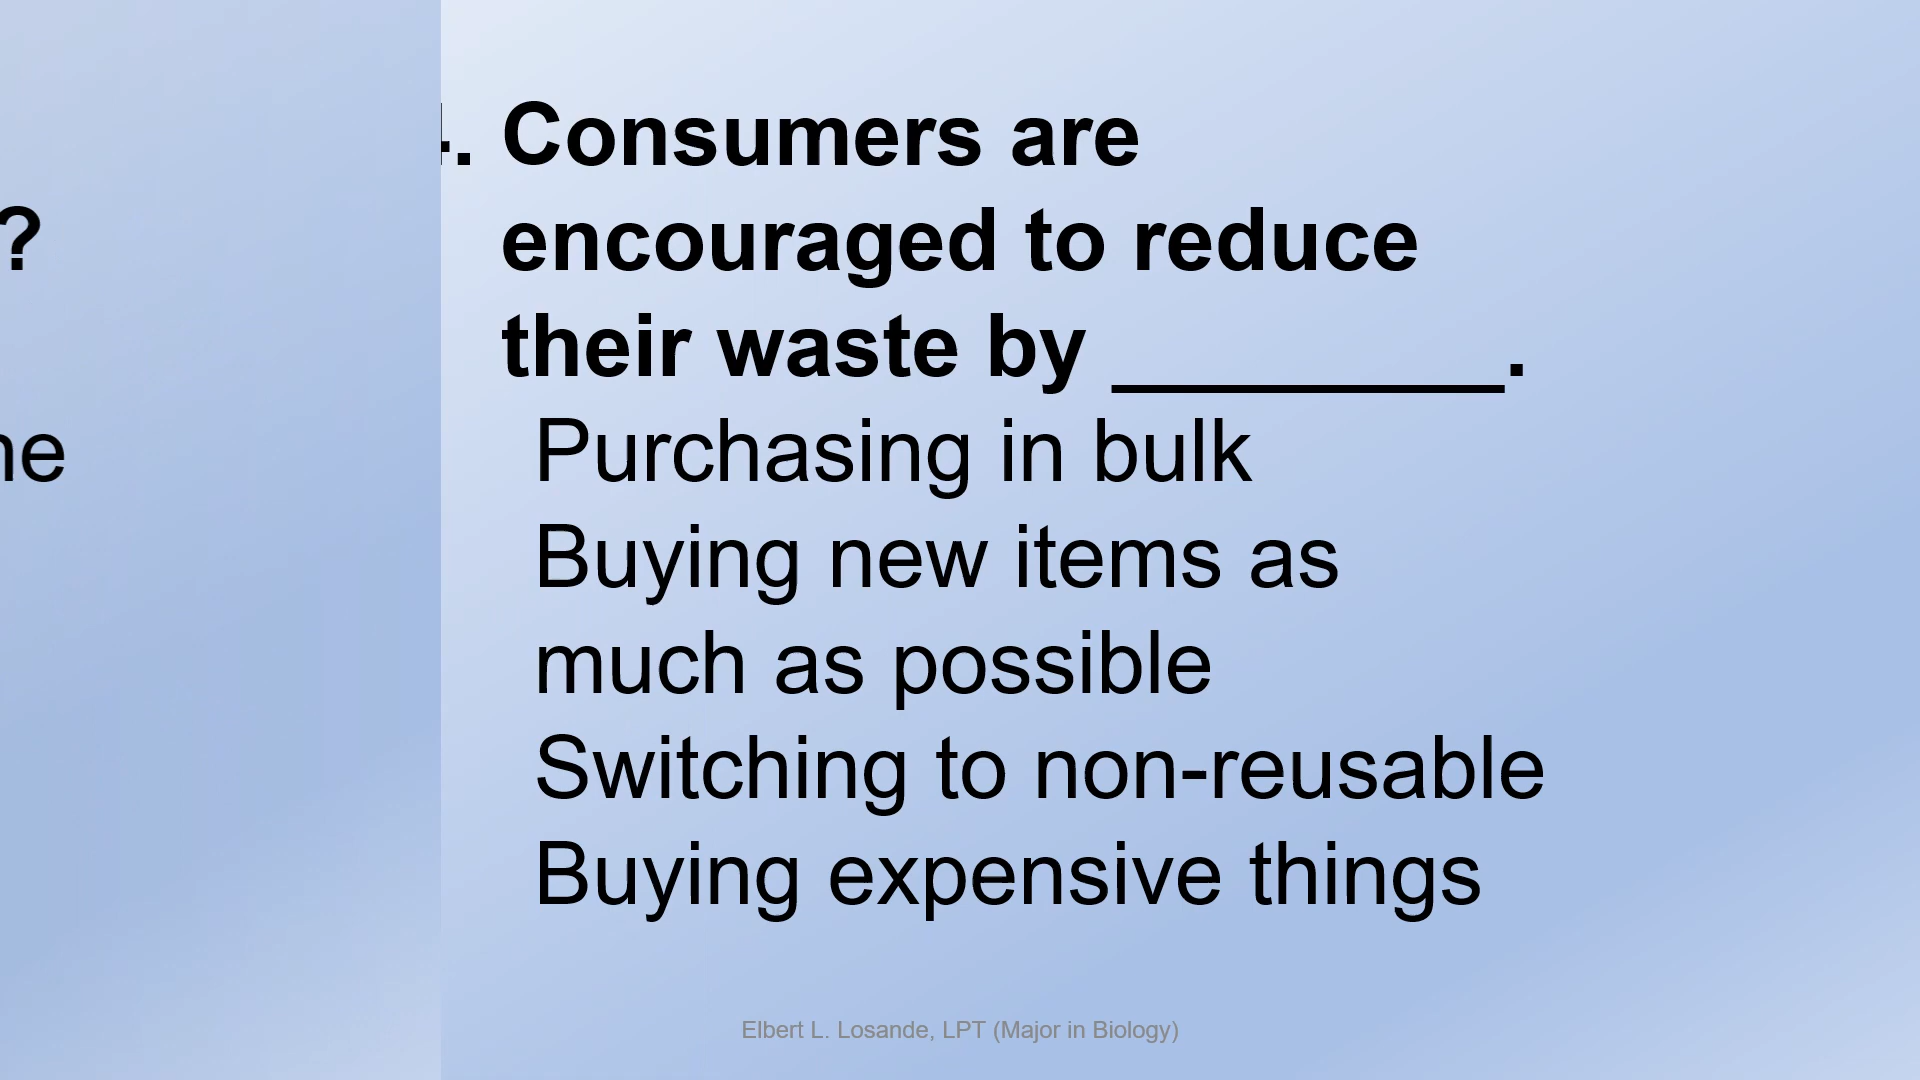 ?
4. Consumers are
encouraged to reduce
their waste by _________.
Purchasing in bulk
Buying new items as
much as possible
Switching to non-reusable
Buying expensive things
Elbert L. Losande, LPT (Major in Biology)